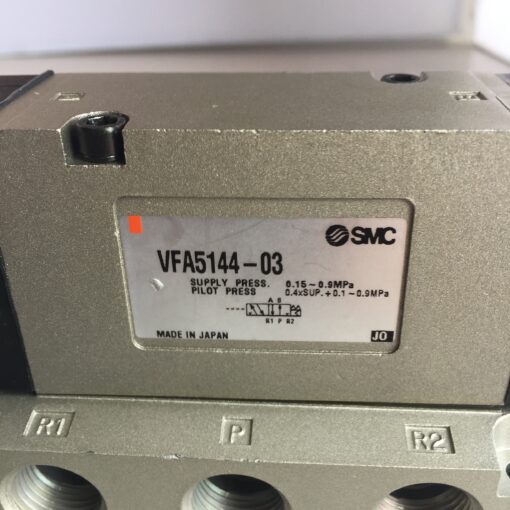 SMC
VFA5144-03
SUPPLY PRESS. 0.15~0.9MPa
PILOT PRESS 0.4xSUP.+0.1~0.9MPa
A B
R1 P R2
MADE IN JAPAN JO
R1 P R2